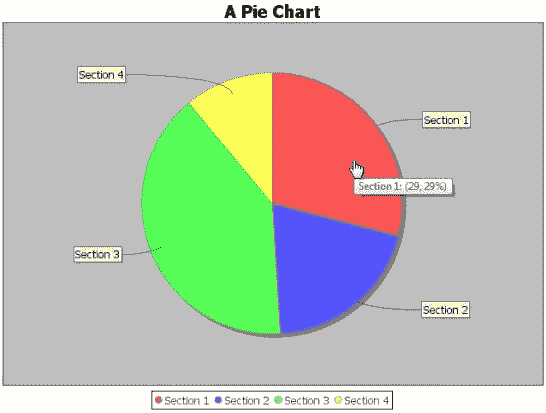 A Pie Chart
Section 4
Section 1
Section 1: (29, 29%)
Section 3
Section 2
Section 1 Section 2 Section 3 Section 4